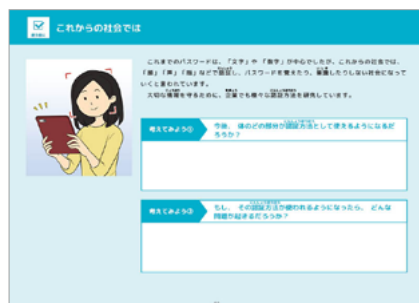 これからの社会では
これまでのパスワードは、「文字」や「数字」が中心でしたが、これからの社会では、
「顔」「声」「指」などで認証し、パスワードを覚えたり、管理したりしない社会になって
いくと言われています。
大切な情報を守るために、企業でも様々な認証方法を研究しています。
考えてみよう①
今後、体のどの部分が認証方法として使えるようになるだ
ろうか？
考えてみよう②
もし、その認証方法が使われるようになったら、どんな
問題が起きるだろうか？